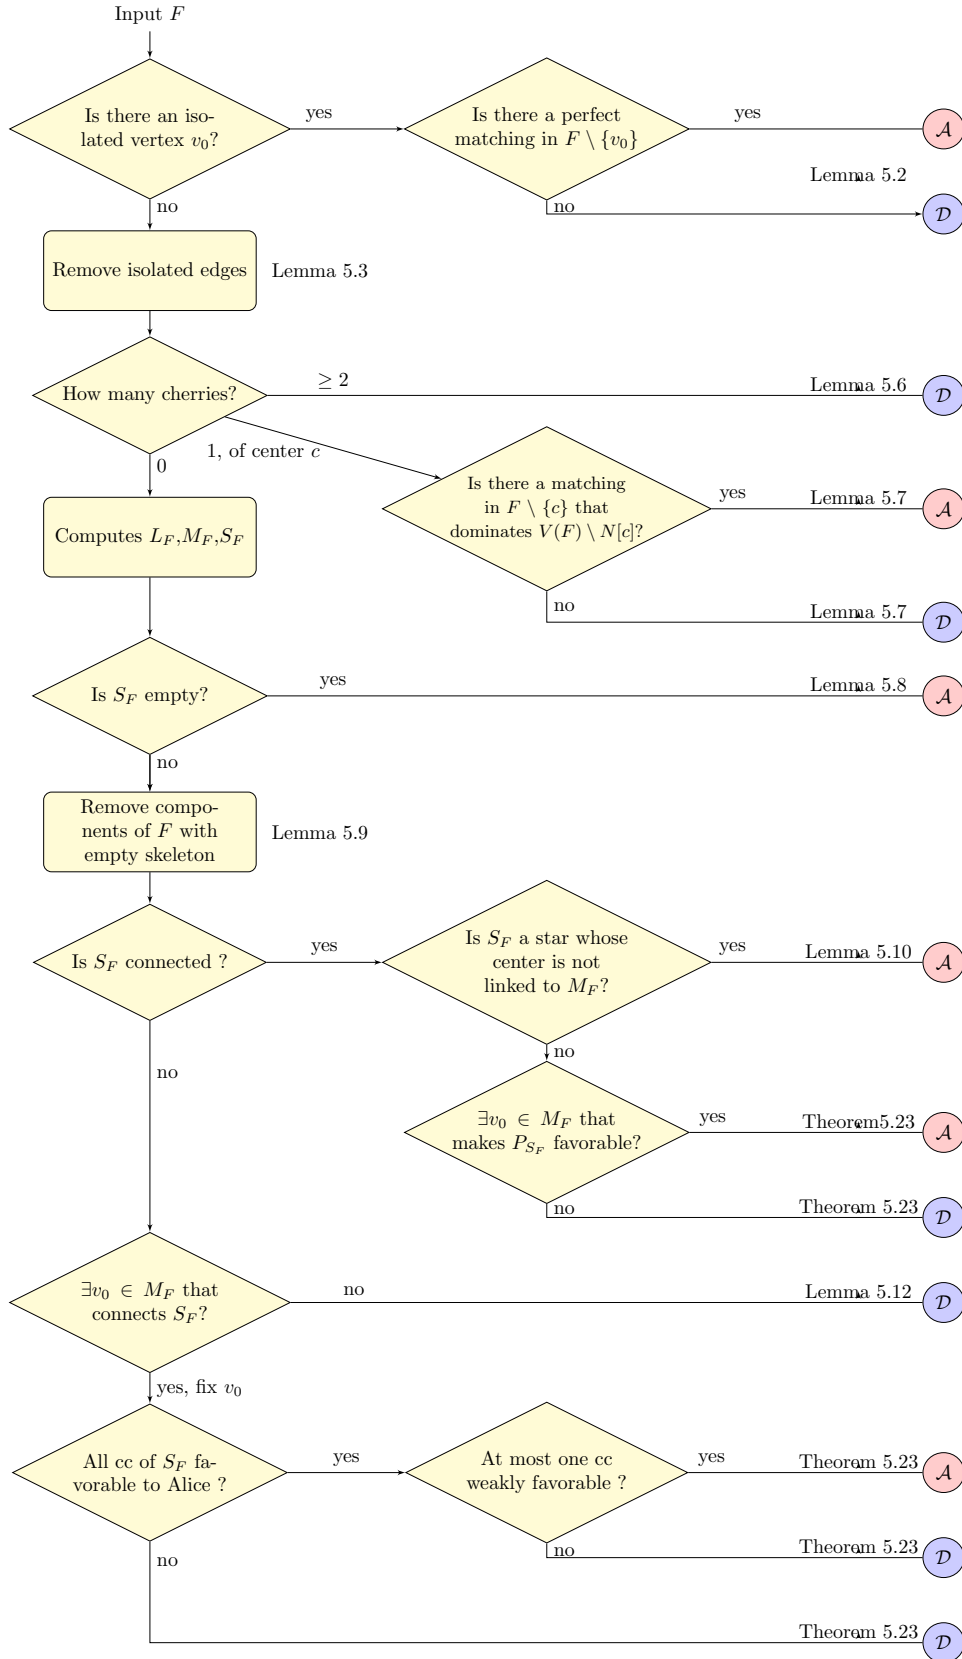 Input F
Is there an iso-
lated vertex v₀?
yes
Is there a perfect
matching in F \ {v₀}
yes
A
Lemma 5.2
no
no
D
Remove isolated edges
Lemma 5.3
How many cherries?
≥ 2
Lemma 5.6
D
1, of center c
0
Is there a matching
in F \ {c} that
dominates V(F) \ N[c]?
yes
Lemma 5.7
A
Computes L_F,M_F,S_F
no
Lemma 5.7
D
Is S_F empty?
yes
Lemma 5.8
A
no
Remove compo-
nents of F with
empty skeleton
Lemma 5.9
Is S_F connected ?
yes
Is S_F a star whose
center is not
linked to M_F?
yes
Lemma 5.10
A
no
no
∃v₀ ∈ M_F that
makes P_{S_F} favorable?
yes
Theorem5.23
A
no
Theorem 5.23
D
∃v₀ ∈ M_F that
connects S_F?
no
Lemma 5.12
D
yes, fix v₀
All cc of S_F fa-
vorable to Alice ?
yes
At most one cc
weakly favorable ?
yes
Theorem 5.23
A
no
Theorem 5.23
D
no
Theorem 5.23
D